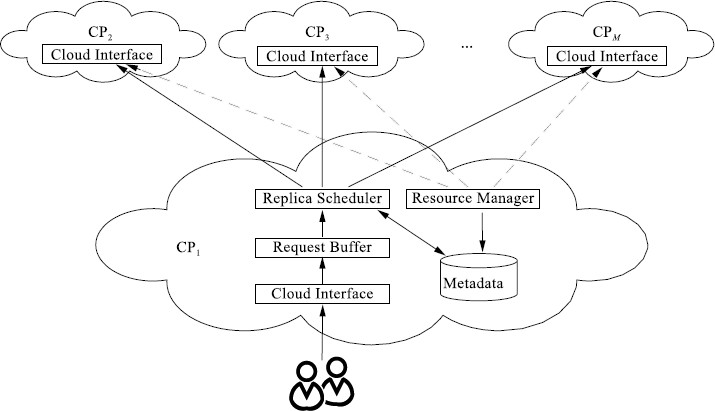 CP2
Cloud Interface
CP3
Cloud Interface
...
CPM
Cloud Interface
Replica Scheduler
Resource Manager
CP1
Request Buffer
Metadata
Cloud Interface